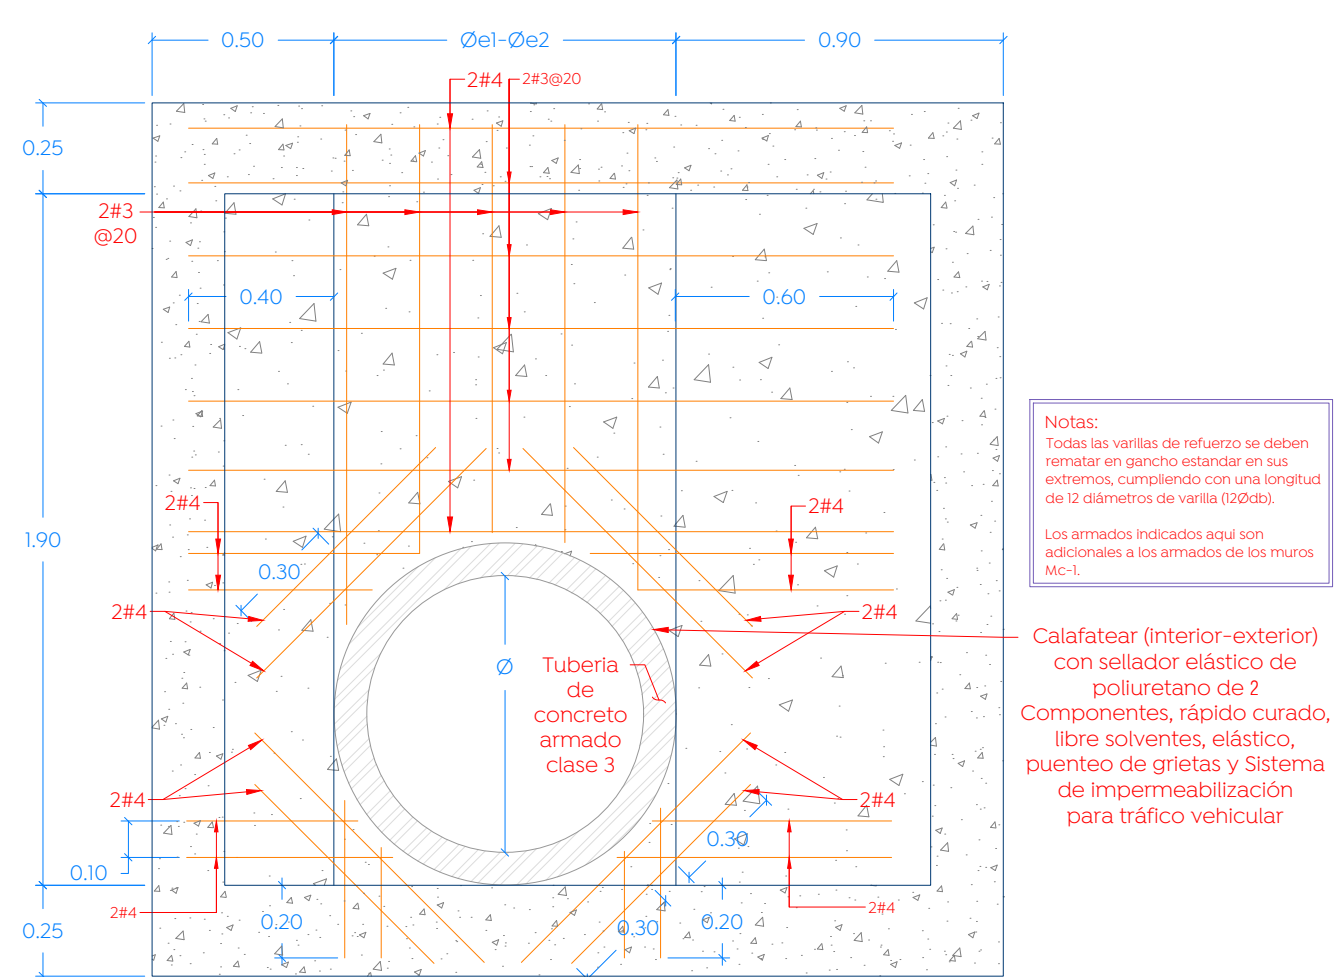 0.50
Øe1-Øe2
0.90
2#4
2#3@20
0.25
2#3
@20
0.40
0.60
2#4
2#4
1.90
0.30
2#4
2#4
Notas:
Todas las varillas de refuerzo se deben
rematar en gancho estandar en sus
extremos, cumpliendo con una longitud
de 12 diámetros de varilla (12Ødb).
Los armados indicados aqui son
adicionales a los armados de los muros
Mc-1.
Ø
Tuberia
de
concreto
armado
clase 3
Calafatear (interior-exterior)
con sellador elástico de
poliuretano de 2
Componentes, rápido curado,
libre solventes, elástico,
puenteo de grietas y Sistema
de impermeabilización
para tráfico vehicular
2#4
2#4
0.30
0.10
2#4
2#4
0.25
0.20
0.30
0.20